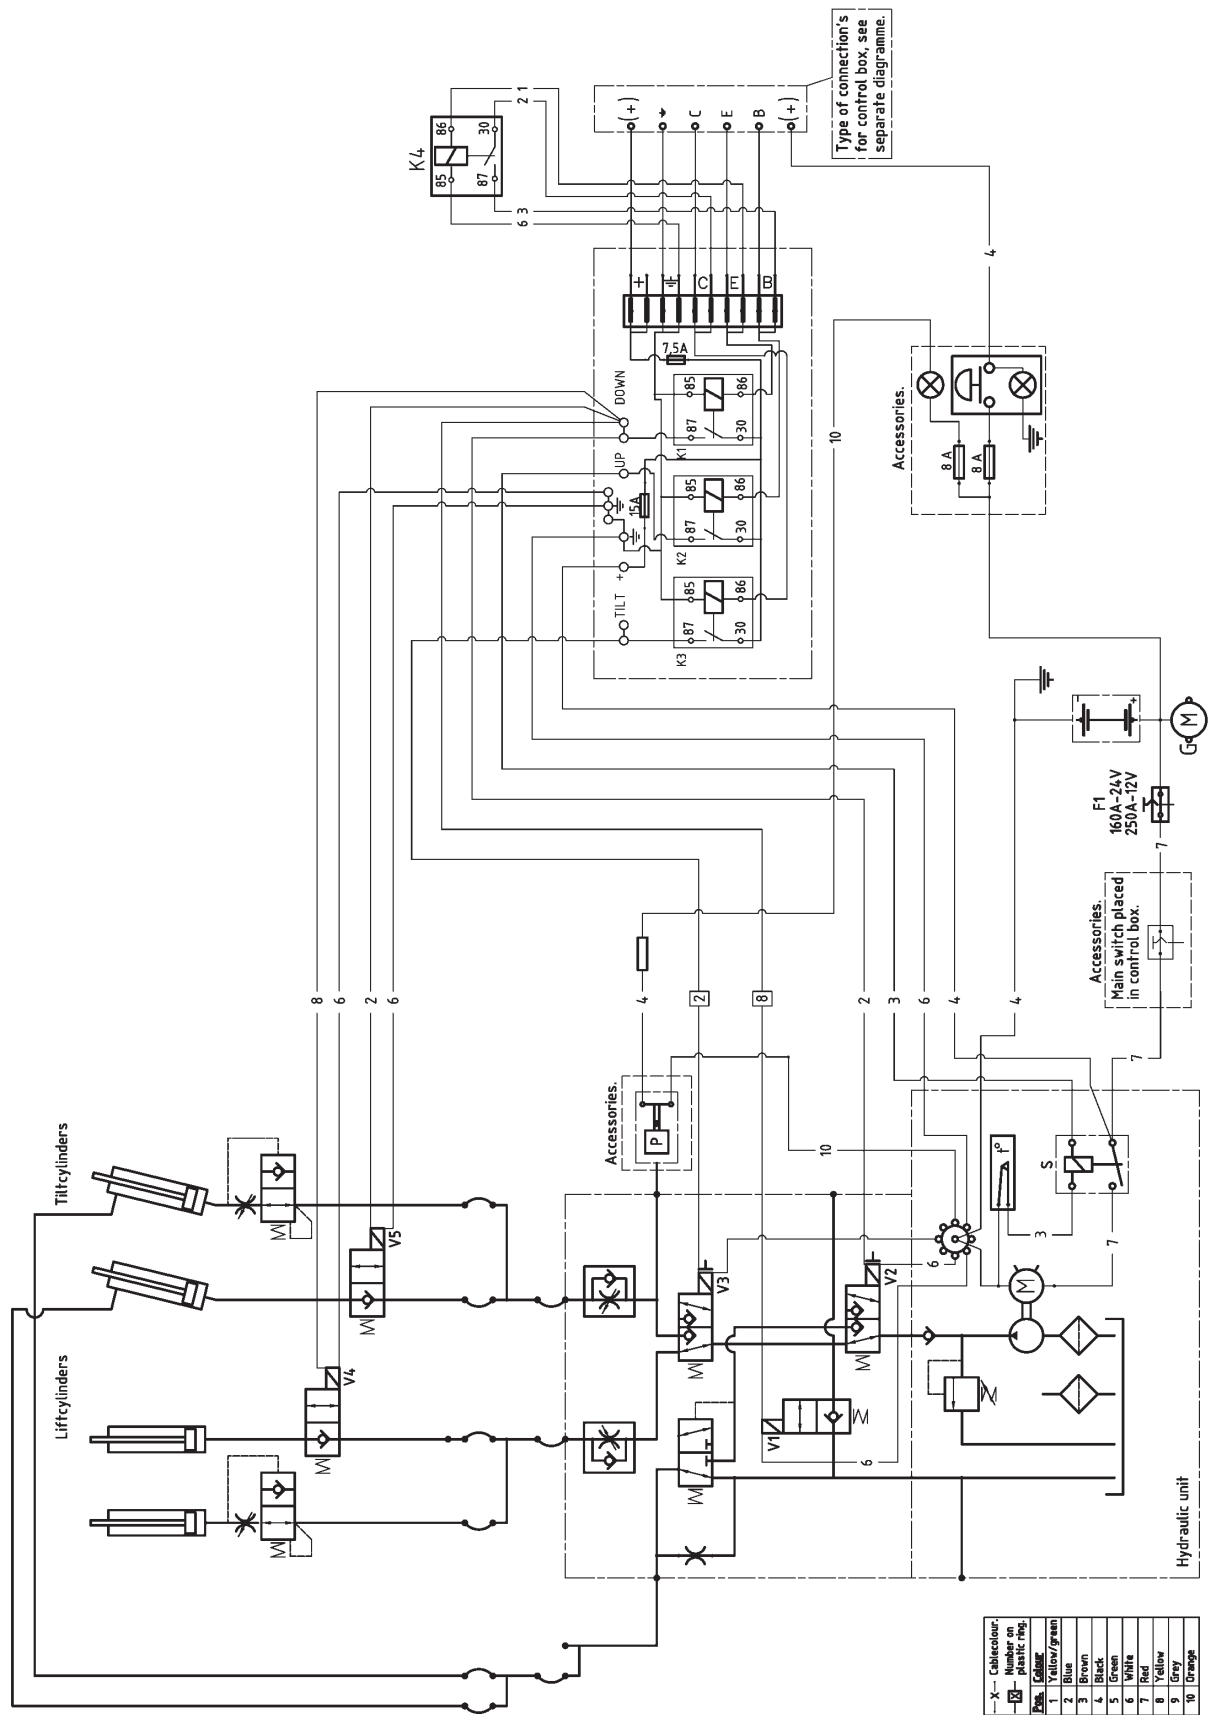 Type of connection's
for control box, see
separate diagramme.
(+)
C
E
B
(+)
K4
86
30
85
87
2 1
6 3
4
+
C
E
B
7,5A
DOWN
85
86
87
30
K1
UP
15A
85
86
87
30
K2
+
TILT
85
86
87
30
K3
10
Accessories.
8 A
8 A
-
+
M
G
F1
160A-24V
250A-12V
7
Accessories.
Main switch placed
in control box.
8
6
2
6
4
2
8
2
3
6
4
4
7
Accessories.
P
10
Tiltcylinders
V5
Liftcylinders
V4
V3
V2
V1
6
6
t°
S
3
7
M
Hydraulic unit
X Cablecolour.
X Number on
plastic ring.
Pos. Colour
1 Yellow/green
2 Blue
3 Brown
4 Black
5 Green
6 White
7 Red
8 Yellow
9 Grey
10 Orange